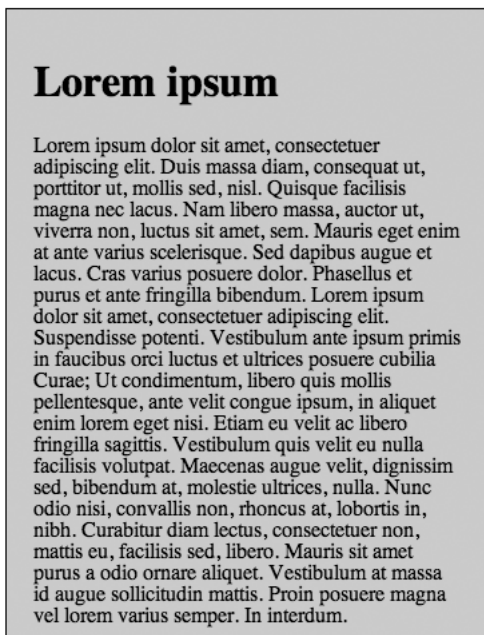 Lorem ipsum
Lorem ipsum dolor sit amet, consectetuer
adipiscing elit. Duis massa diam, consequat ut,
porttitor ut, mollis sed, nisl. Quisque facilisis
magna nec lacus. Nam libero massa, auctor ut,
viverra non, luctus sit amet, sem. Mauris eget enim
at ante varius scelerisque. Sed dapibus augue et
lacus. Cras varius posuere dolor. Phasellus et
purus et ante fringilla bibendum. Lorem ipsum
dolor sit amet, consectetuer adipiscing elit.
Suspendisse potenti. Vestibulum ante ipsum primis
in faucibus orci luctus et ultrices posuere cubilia
Curae; Ut condimentum, libero quis mollis
pellentesque, ante velit congue ipsum, in aliquet
enim lorem eget nisi. Etiam eu velit ac libero
fringilla sagittis. Vestibulum quis velit eu nulla
facilisis volutpat. Maecenas augue velit, dignissim
sed, bibendum at, molestie ultrices, nulla. Nunc
odio nisi, convallis non, rhoncus at, lobortis in,
nibh. Curabitur diam lectus, consectetuer non,
mattis eu, facilisis sed, libero. Mauris sit amet
purus a odio ornare aliquet. Vestibulum at massa
id augue sollicitudin mattis. Proin posuere magna
vel lorem varius semper. In interdum.